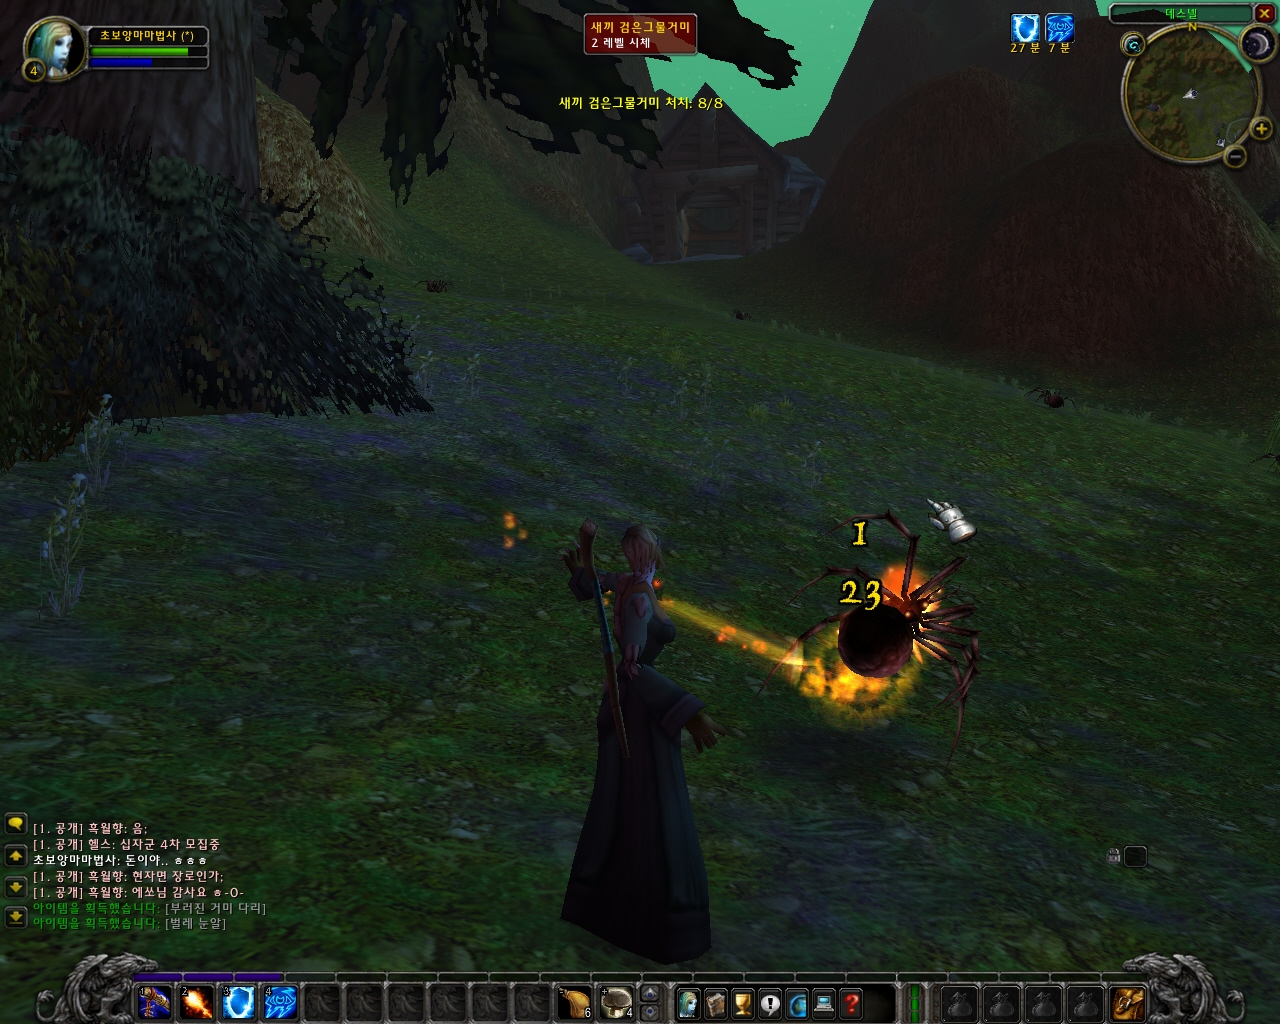 초보앙마마법사 (*)
4
새끼 검은그물거미
2 레벨 시체
새끼 검은그물거미 처치: 8/8
27 분 7 분
데스넬
N
1
23
[1. 공개] 흑월향: 음;
[1. 공개] 헬스: 십자군 4차 모집중
초보앙마마법사: 돈이야.. ㅎㅎㅎ
[1. 공개] 흑월향: 현자면 장로인가;
[1. 공개] 흑월향: 에쏘님 감사요 ㅎ-0-
아이템을 획득했습니다: [부러진 거미 다리]
아이템을 획득했습니다: [벌레 눈알]
1 2 3 4 - 6 + 4